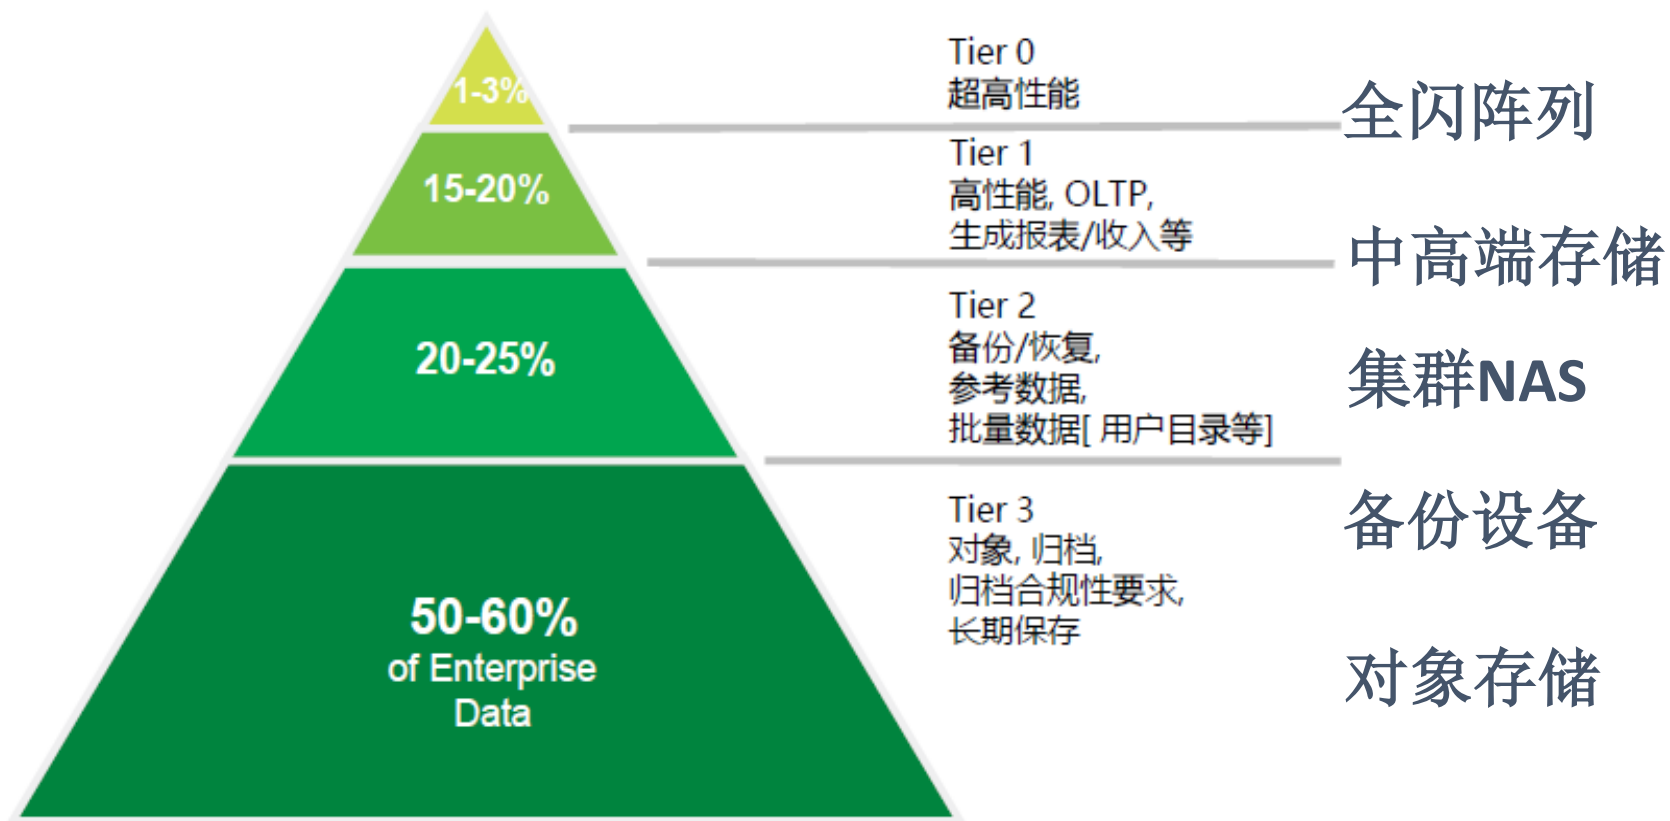 1-3%
15-20%
20-25%
50-60%
of Enterprise
Data
Tier 0
超高性能
Tier 1
高性能, OLTP,
生成报表/收入等
Tier 2
备份/恢复,
参考数据,
批量数据[ 用户目录等]
Tier 3
对象, 归档,
归档合规性要求,
长期保存
全闪阵列
中高端存储
集群NAS
备份设备
对象存储